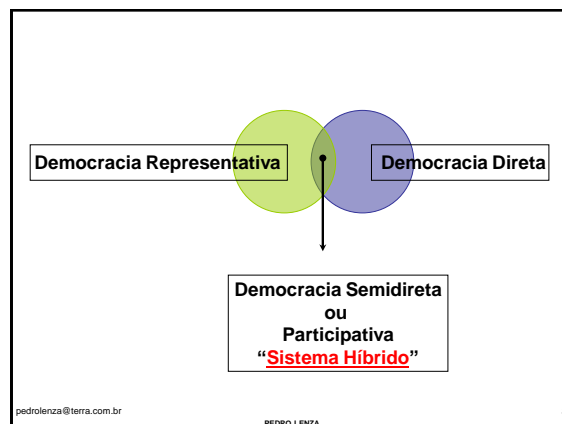 Democracia Representativa
Democracia Direta
Democracia Semidireta
ou
Participativa
“Sistema Híbrido”
pedrolenza@terra.com.br
PEDRO LENZA